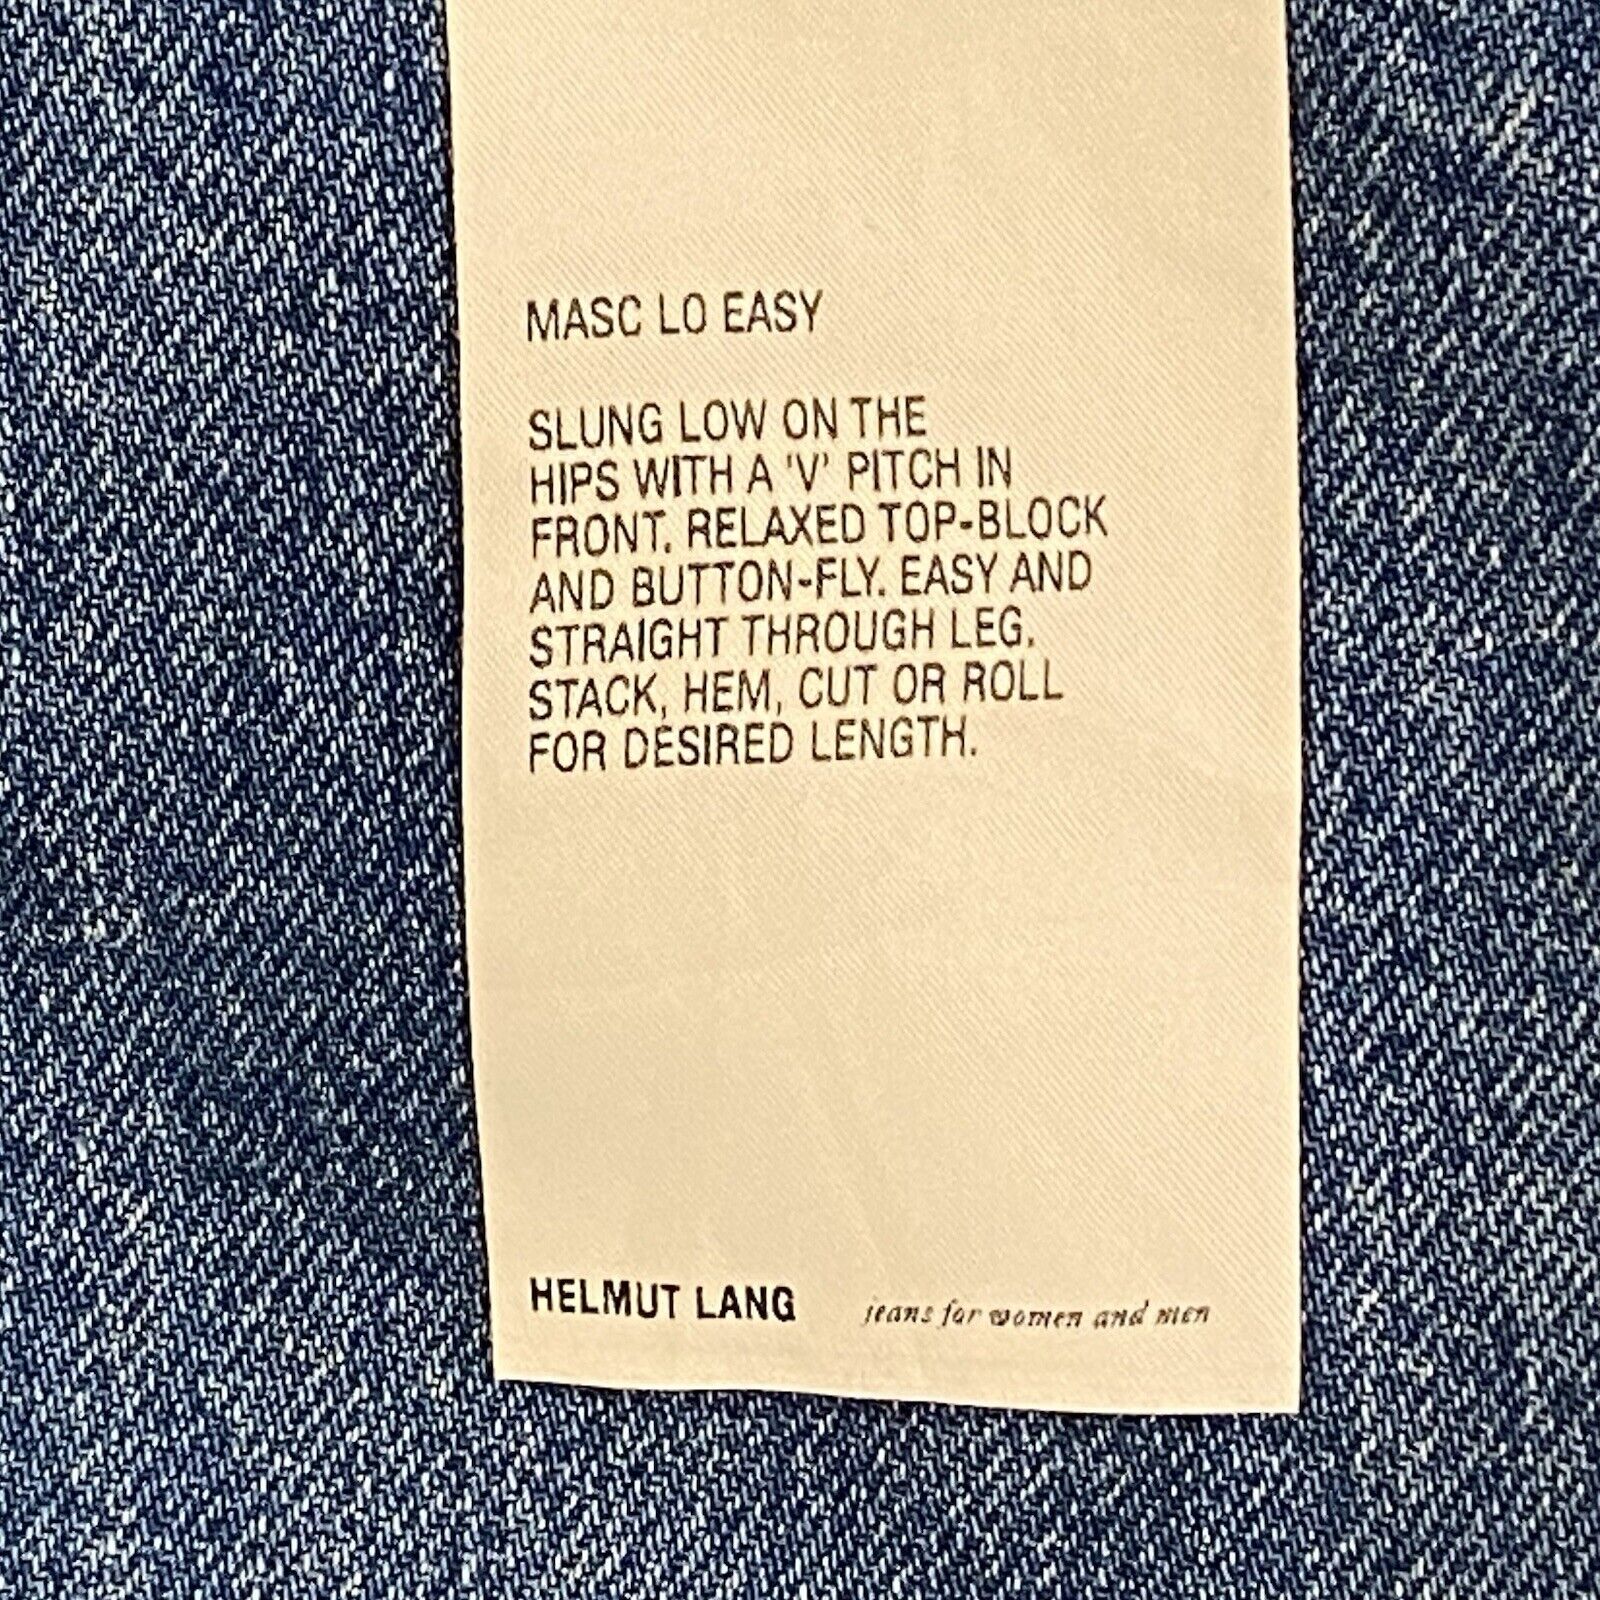 MASC LO EASY
SLUNG LOW ON THE
HIPS WITH A 'V' PITCH IN
FRONT. RELAXED TOP-BLOCK
AND BUTTON-FLY. EASY AND
STRAIGHT THROUGH LEG.
STACK, HEM, CUT OR ROLL
FOR DESIRED LENGTH.
HELMUT LANG jeans for women and men